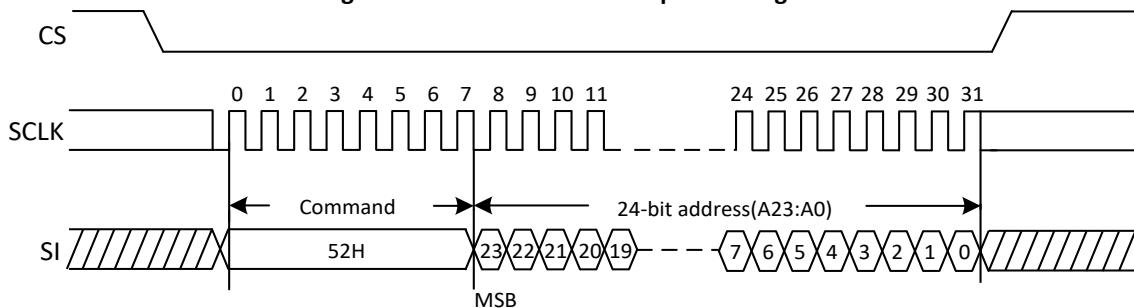 CS
0 1 2 3 4 5 6 7 8 9 10 11 24 25 26 27 28 29 30 31
SCLK
Command 24-bit address(A23:A0)
SI 52H 23 22 21 20 19 7 6 5 4 3 2 1 0
MSB